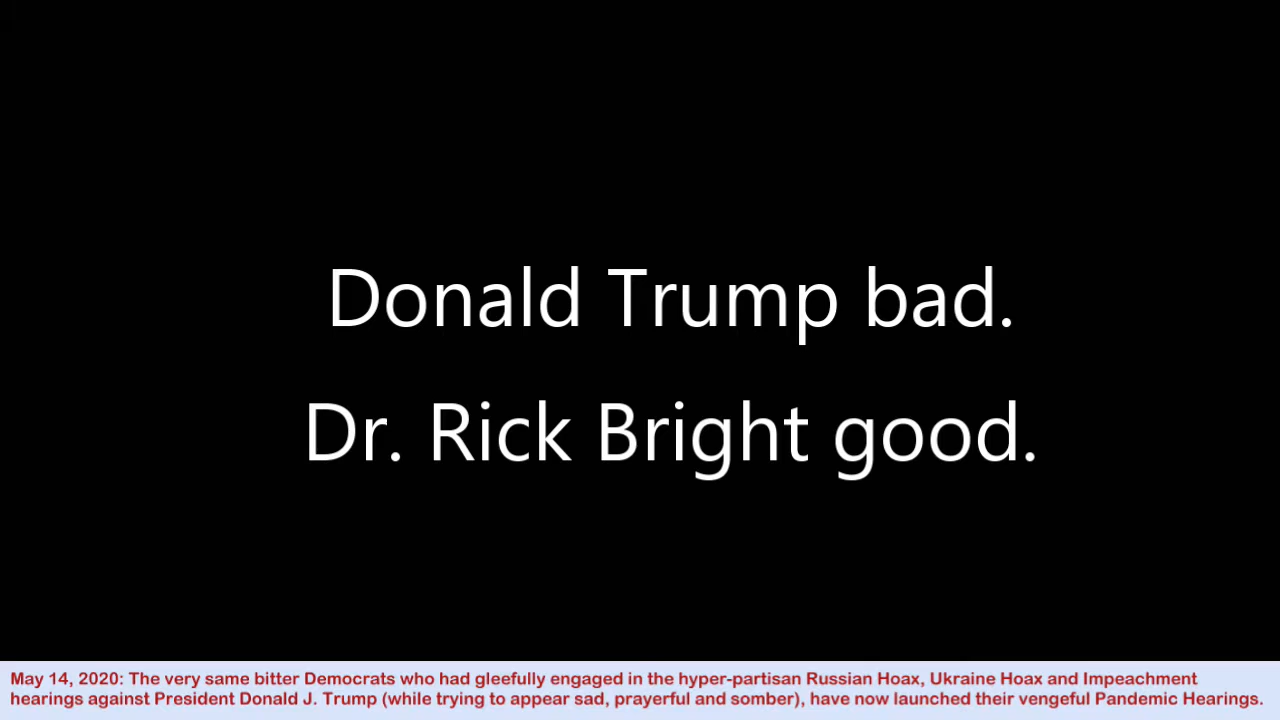 Donald Trump bad.
Dr. Rick Bright good.
May 14, 2020: The very same bitter Democrats who had gleefully engaged in the hyper-partisan Russian Hoax, Ukraine Hoax and Impeachment
hearings against President Donald J. Trump (while trying to appear sad, prayerful and somber), have now launched their vengeful Pandemic Hearings.